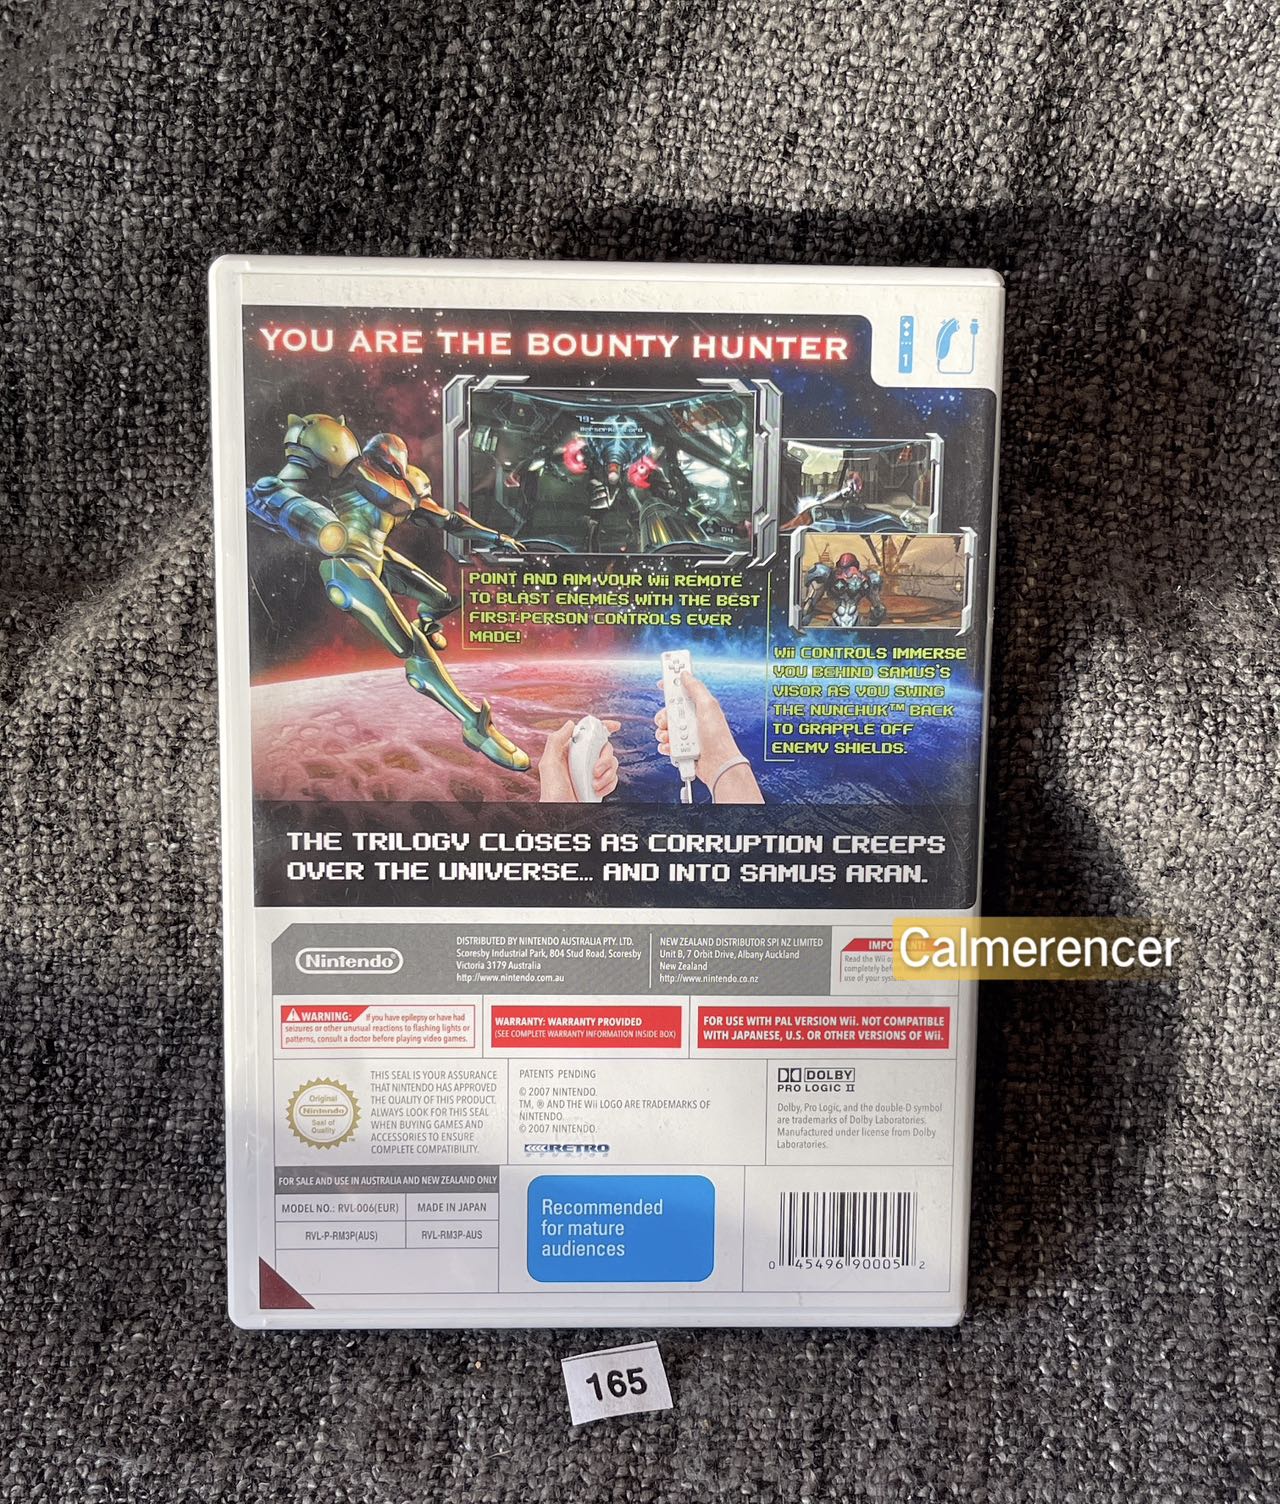 YOU ARE THE BOUNTY HUNTER
1
POINT AND AIM YOUR Wii REMOTE
TO BLAST ENEMIES WITH THE BEST
FIRST-PERSON CONTROLS EVER
MADE!
Wii CONTROLS IMMERSE
YOU BEHIND SAMUS'S
VISOR AS YOU SWING
THE NUNCHUK™ BACK
TO GRAPPLE OFF
ENEMY SHIELDS.
Wii
THE TRILOGY CLOSES AS CORRUPTION CREEPS
OVER THE UNIVERSE... AND INTO SAMUS ARAN.
Nintendo®
DISTRIBUTED BY NINTENDO AUSTRALIA PTY. LTD.
Scoresby Industrial Park, 804 Stud Road, Scoresby
Victoria 3179 Australia
http://www.nintendo.com.au
NEW ZEALAND DISTRIBUTOR SPI NZ LIMITED
Unit B, 7 Orbit Drive, Albany Auckland
New Zealand
http://www.nintendo.co.nz
Read the Wii
completely
use of your
Calmerencer
WARNING: If you have epilepsy or have had
seizures or other unusual reactions to flashing lights or
patterns, consult a doctor before playing video games.
WARRANTY: WARRANTY PROVIDED
(SEE COMPLETE WARRANTY INFORMATION INSIDE BOX)
FOR USE WITH PAL VERSION Wii. NOT COMPATIBLE
WITH JAPANESE, U.S. OR OTHER VERSIONS OF Wii.
Original
Nintendo
Seal of
Quality
THIS SEAL IS YOUR ASSURANCE
THAT NINTENDO HAS APPROVED
THE QUALITY OF THIS PRODUCT.
ALWAYS LOOK FOR THIS SEAL
WHEN BUYING GAMES AND
ACCESSORIES TO ENSURE
COMPLETE COMPATIBILITY.
PATENTS PENDING
© 2007 NINTENDO.
TM, ® AND THE Wii LOGO ARE TRADEMARKS OF
NINTENDO.
© 2007 NINTENDO.
RETRO
DOLBY
PRO LOGIC II
Dolby, Pro Logic, and the double-D symbol
are trademarks of Dolby Laboratories.
Manufactured under license from Dolby
Laboratories.
FOR SALE AND USE IN AUSTRALIA AND NEW ZEALAND ONLY
MODEL NO.: RVL-006(EUR)
MADE IN JAPAN
RVL-P-RM3P(AUS)
RVL-RM3P-AUS
Recommended
for mature
audiences
0 45496 90005 2
165